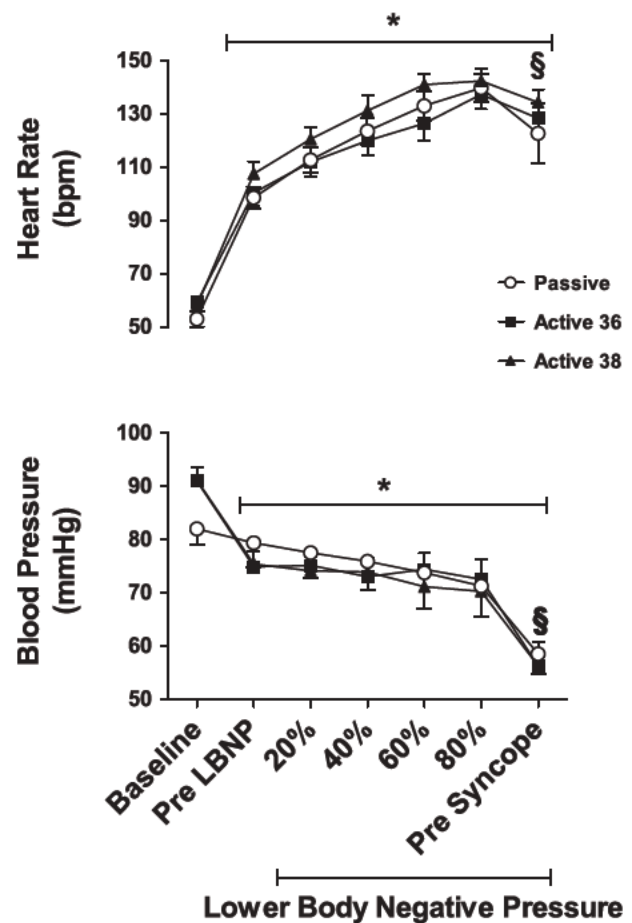 *
§
150
130
110
90
70
50
Heart Rate
(bpm)
Passive
Active 36
Active 38
100
90
80
70
60
50
Blood Pressure
(mmHg)
*
§
Baseline
Pre LBNP
20%
40%
60%
80%
Pre Syncope
Lower Body Negative Pressure